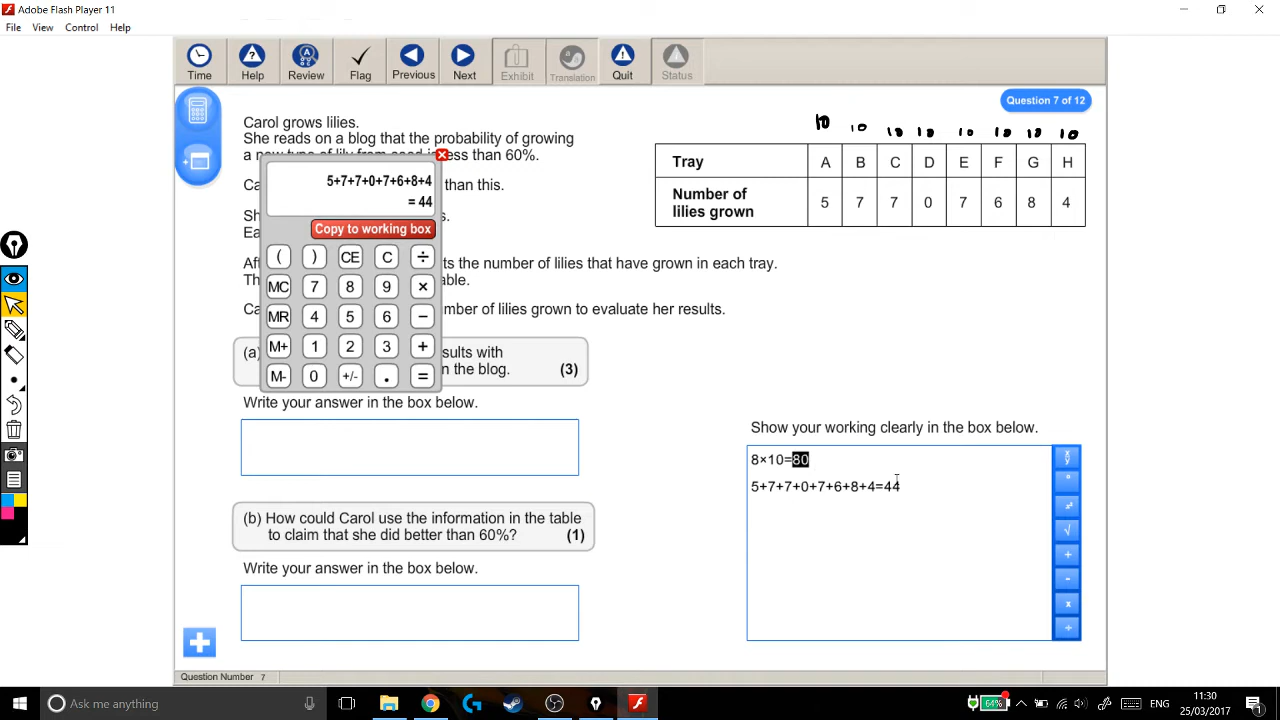 Adobe Flash Player 11
File View Control Help
Time Help Review Flag Previous Next Exhibit Translation Quit Status
Question 7 of 12
Carol grows lilies.
She reads on a blog that the probability of growing
a new type of lily from seed is less than 60%.
than this.
s.
Ea
Aft ts the number of lilies that have grown in each tray.
Th able.
Ca mber of lilies grown to evaluate her results.
10 10 10 10 10 10 10 10
Tray A B C D E F G H
Number of
lilies grown 5 7 7 0 7 6 8 4
5+7+7+0+7+6+8+4
= 44
Copy to working box
( ) CE C ÷
MC 7 8 9 ×
MR 4 5 6 −
M+ 1 2 3 +
M- 0 +/- . =
(a) sults with
n the blog. (3)
Write your answer in the box below.
(b) How could Carol use the information in the table
to claim that she did better than 60%? (1)
Write your answer in the box below.
Show your working clearly in the box below.
8×10=80
5+7+7+0+7+6+8+4=44
x
y
°
x²
√
+
-
x
÷
Question Number 7
Ask me anything
64%
ENG
11:30
25/03/2017
1